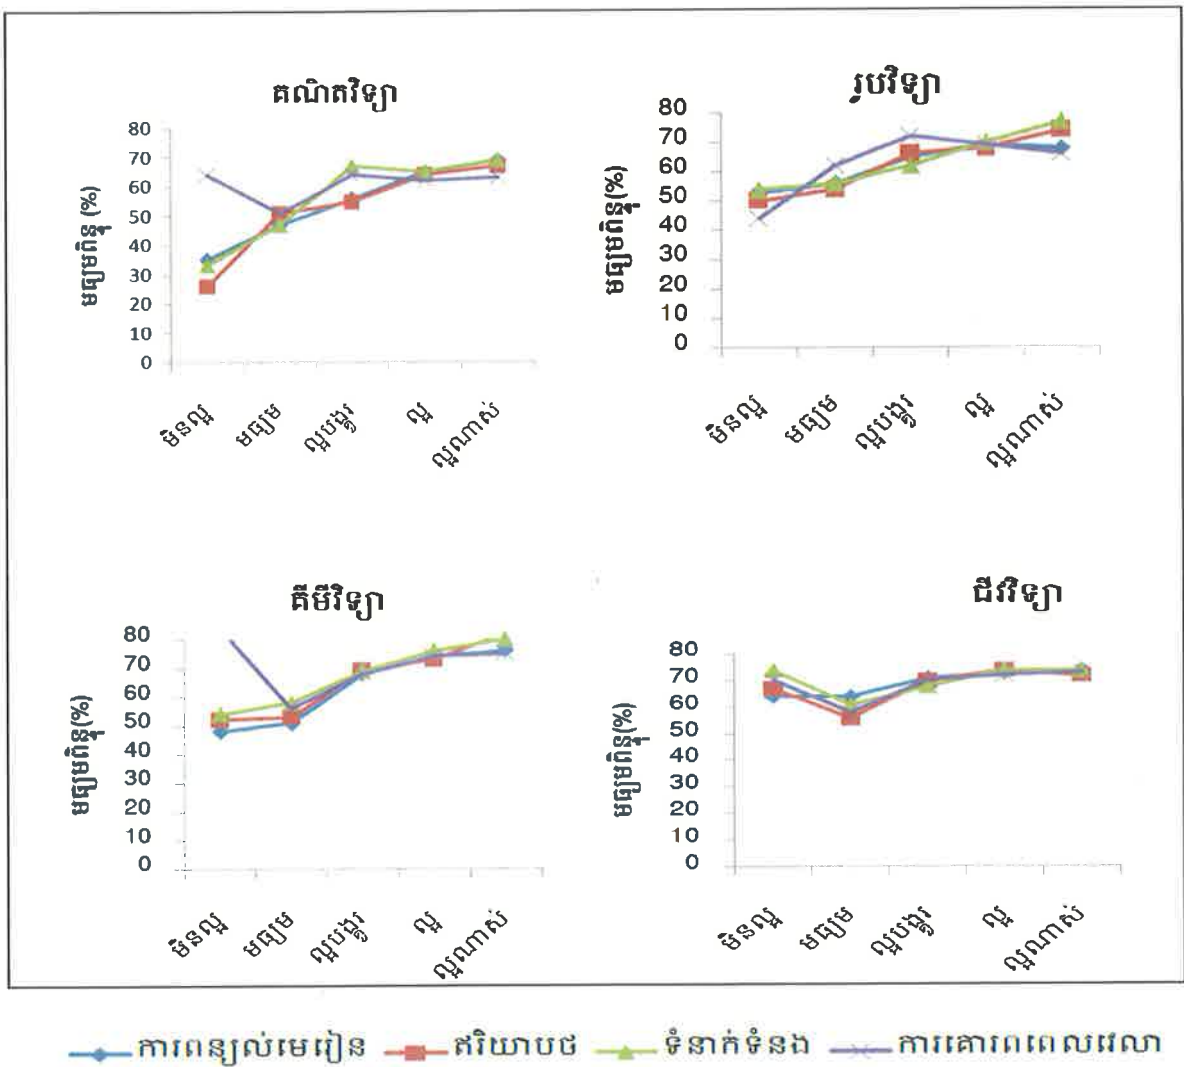 គណិតវិទ្យា
មធ្យមពិន្ទុ (%)
80
70
60
50
40
30
20
10
0
មិនល្អ
មធ្យម
ល្អបង្គួរ
ល្អ
ល្អណាស់
រូបវិទ្យា
មធ្យមពិន្ទុ(%)
80
70
60
50
40
30
20
10
0
មិនល្អ
មធ្យម
ល្អបង្គួរ
ល្អ
ល្អណាស់
គីមីវិទ្យា
មធ្យមពិន្ទុ(%)
80
70
60
50
40
30
20
10
0
មិនល្អ
មធ្យម
ល្អបង្គួរ
ល្អ
ល្អណាស់
ជីវវិទ្យា
មធ្យមពិន្ទុ(%)
80
70
60
50
40
30
20
10
0
មិនល្អ
មធ្យម
ល្អបង្គួរ
ល្អ
ល្អណាស់
ការពន្យល់មេរៀន ឥរិយាបថ ទំនាក់ទំនង ការគោរពពេលវេលា